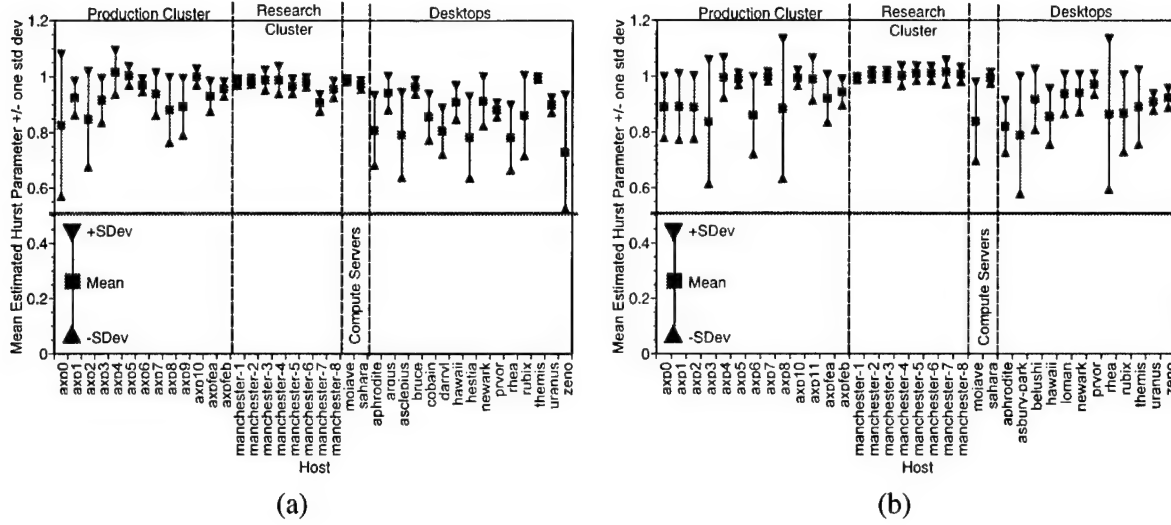 Production Cluster
Research
Cluster
Desktops
Mean Estimated Hurst Parameter +/- one std dev
1.2
1
0.8
0.6
0.4
0.2
0
+SDev
Mean
-SDev
Compute Servers
axp0
axp1
axp2
axp3
axp4
axp5
axp6
axp7
axp8
axp9
axp10
axpfea
axpfeb
manchester-1
manchester-2
manchester-3
manchester-4
manchester-5
manchester-6
manchester-7
manchester-8
mojave
sahara
aphrodite
argus
asclepius
bruce
cobain
darryl
hawaii
hestia
newark
pryor
rhea
rubix
themis
uranus
zeno
Host
(a)
Production Cluster
Research
Cluster
Desktops
Mean Estimated Hurst Parameter +/- one std dev
1.2
1
0.8
0.6
0.4
0.2
0
+SDev
Mean
-SDev
Compute Servers
axp0
axp1
axp2
axp3
axp4
axp5
axp6
axp7
axp8
axp10
axp11
axpfea
axpfeb
manchester-1
manchester-2
manchester-3
manchester-4
manchester-5
manchester-6
manchester-7
manchester-8
mojave
sahara
aphrodite
asbury-park
belushi
hawaii
loman
newark
pryor
rhea
rubix
themis
uranus
zeno
Host
(b)